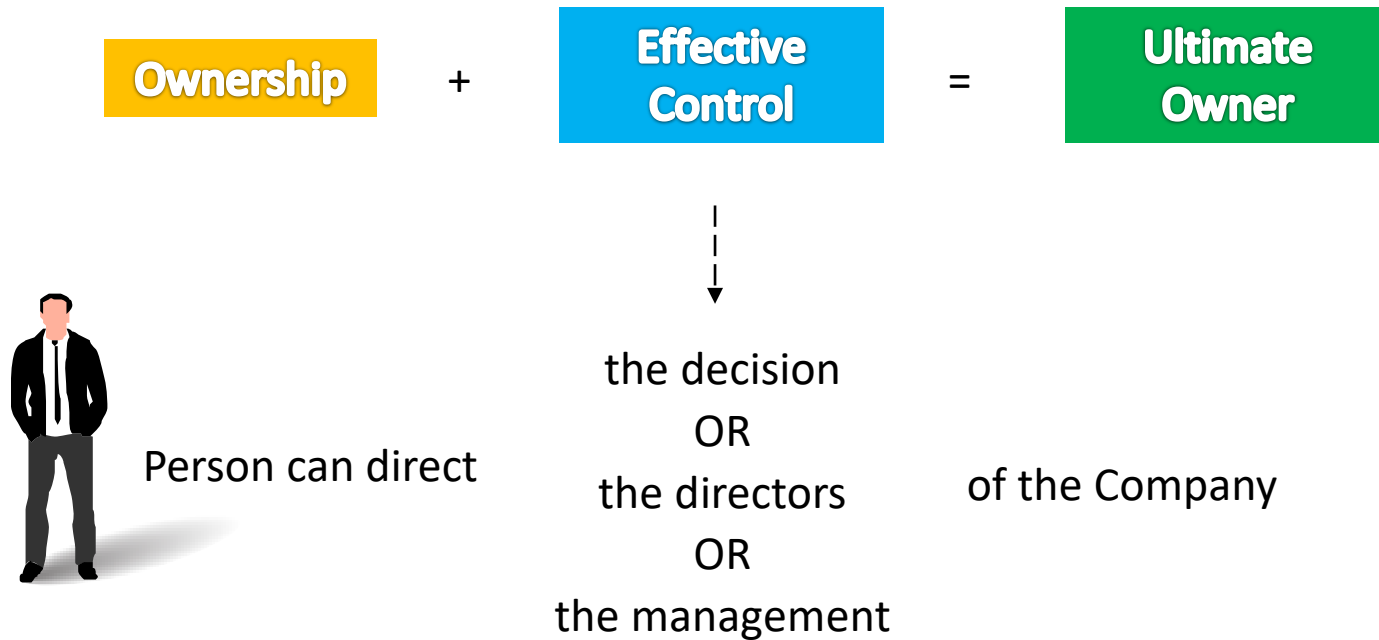 Ownership
+
Effective
Control
=
Ultimate
Owner
Person can direct
the decision
OR
the directors
OR
the management
of the Company